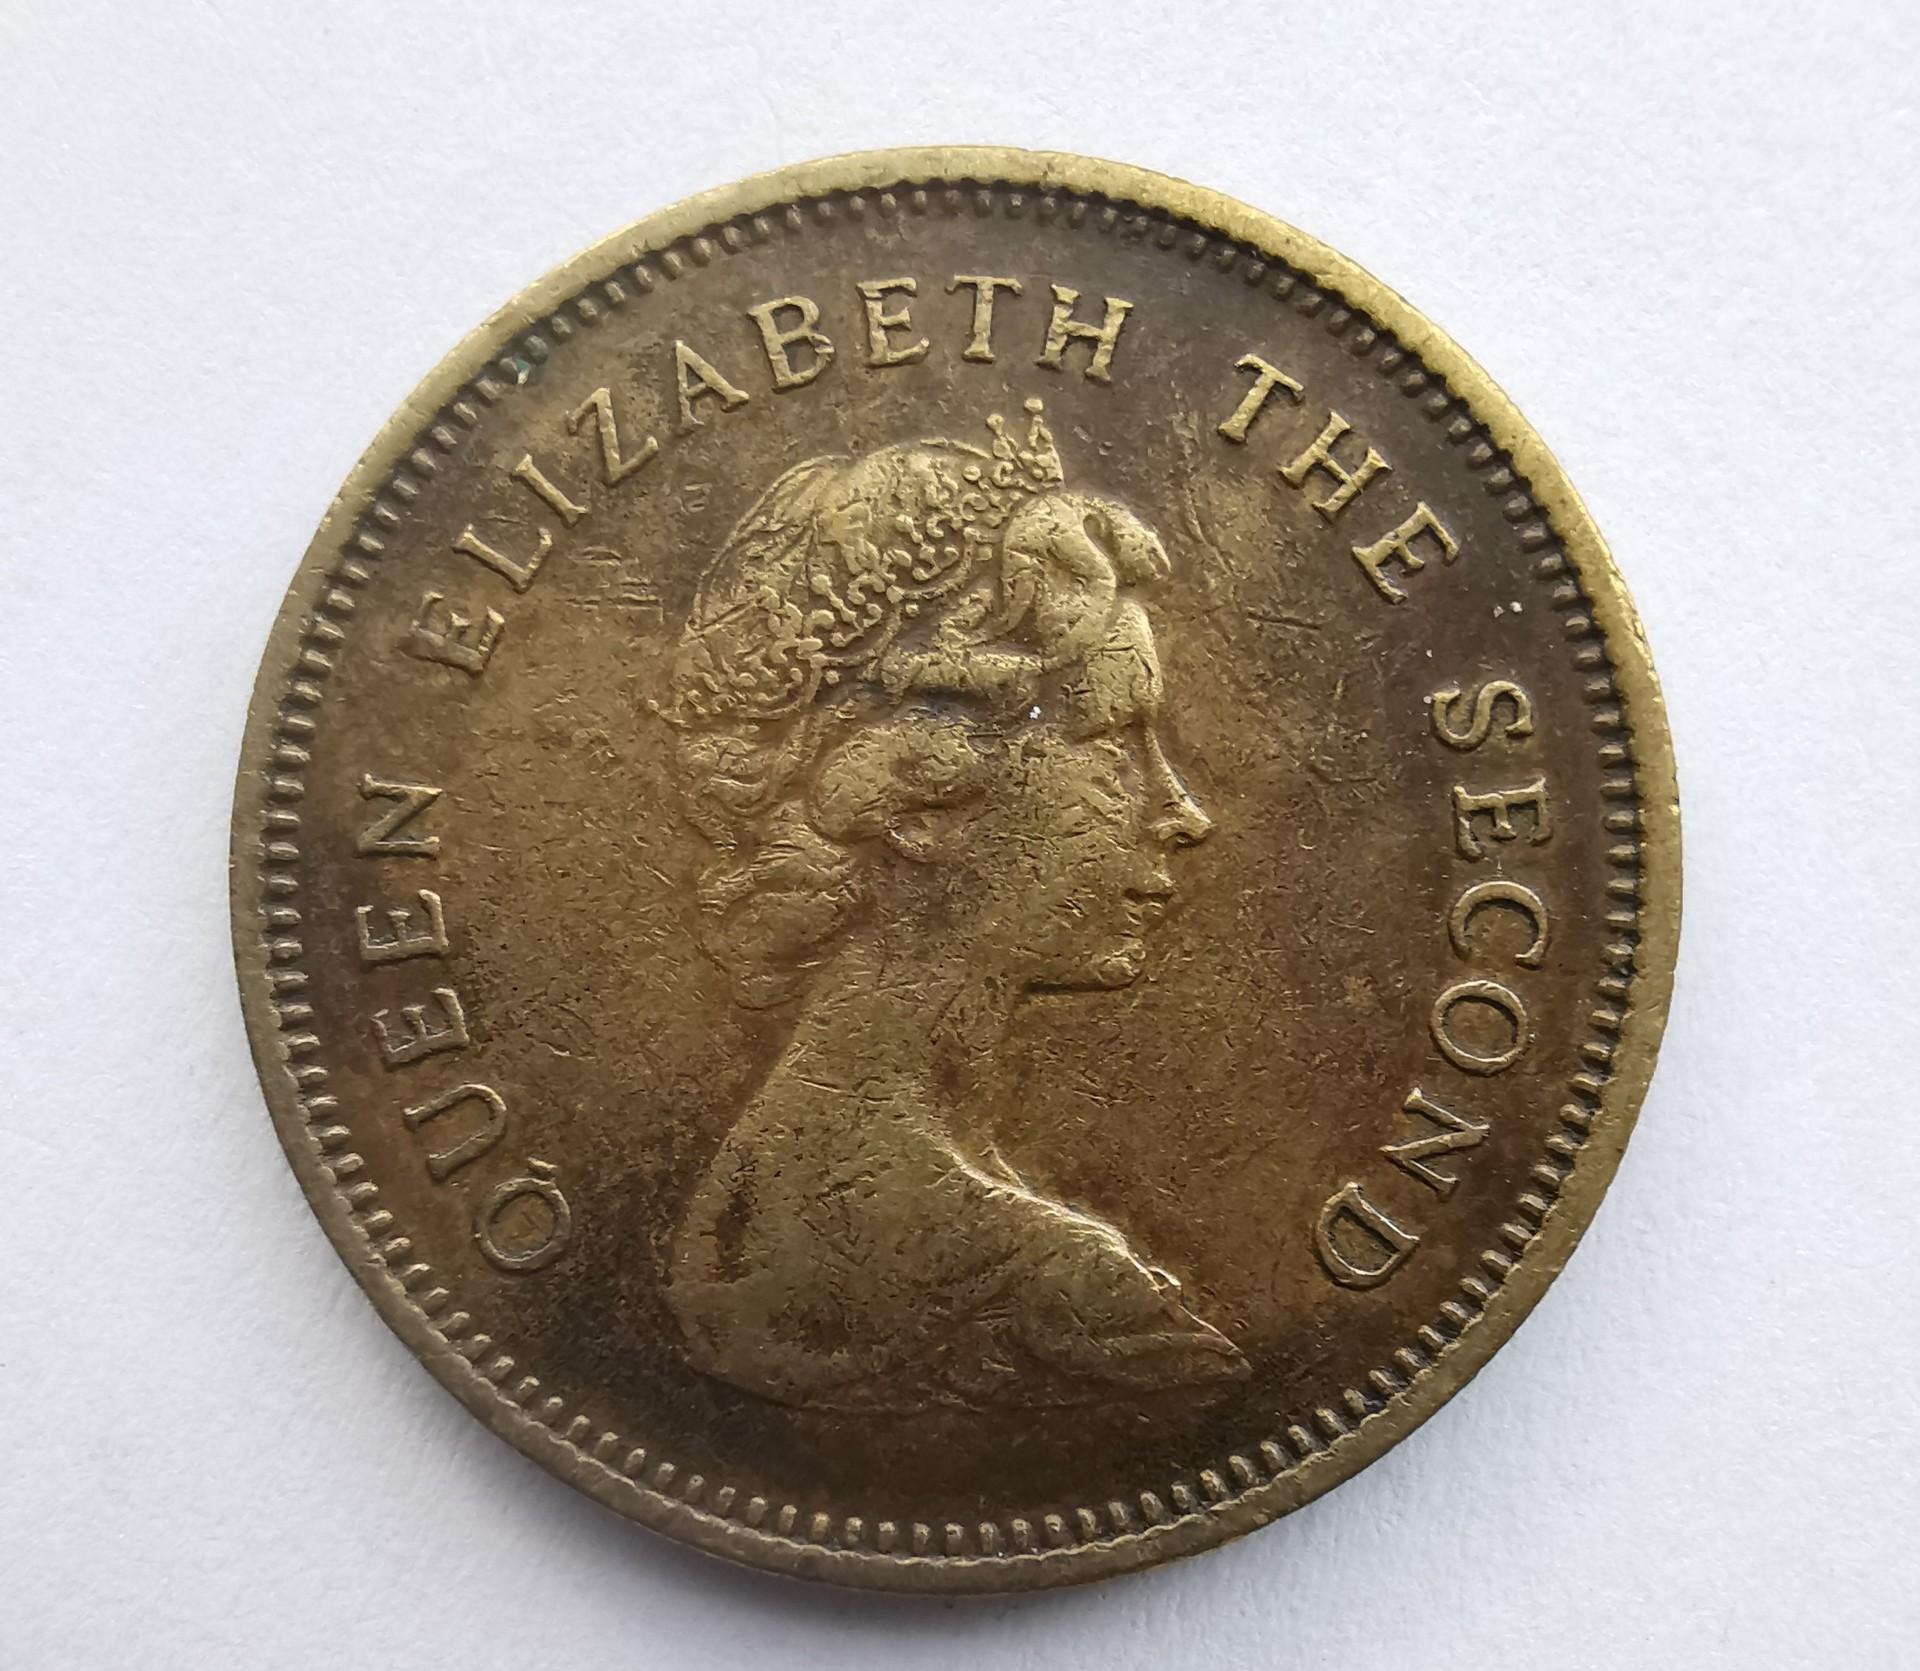 QUEEN ELIZABETH THE SECOND